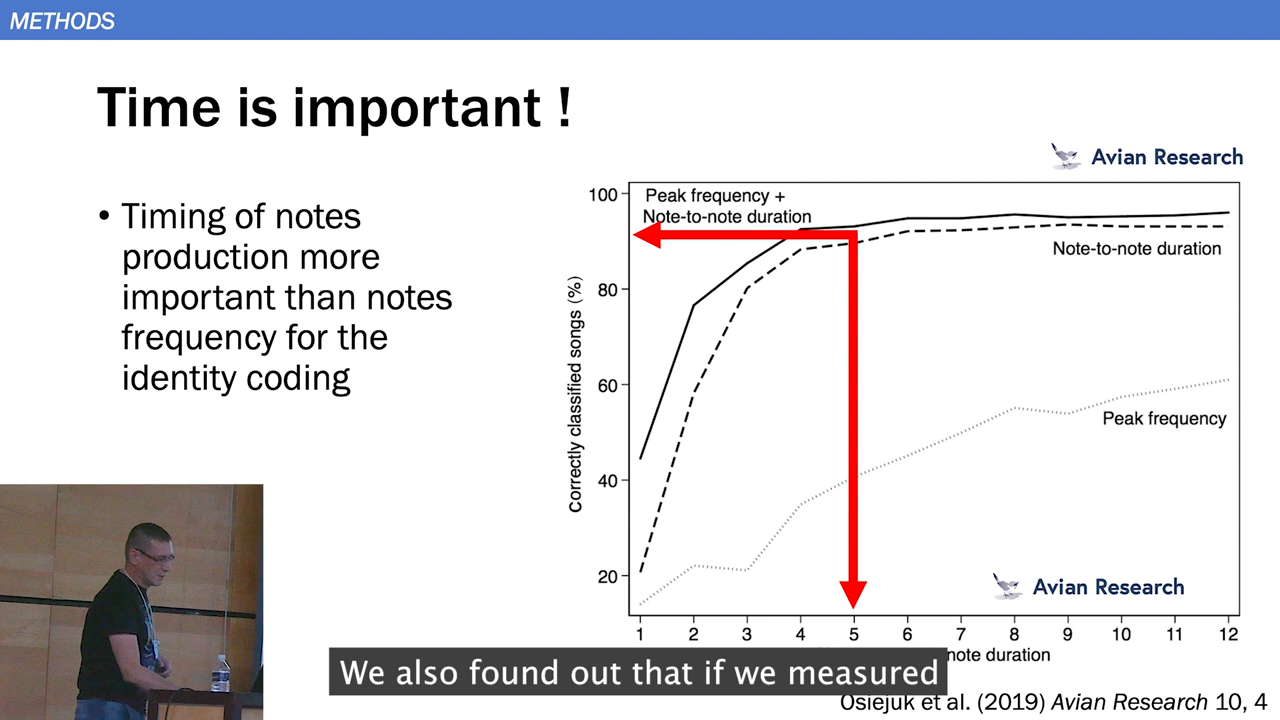 METHODS
Time is important !
• Timing of notes
production more
important than notes
frequency for the
identity coding
Avian Research
Peak frequency +
Note-to-note duration
Note-to-note duration
Peak frequency
Correctly classified songs (%)
100
80
60
40
20
Avian Research
1 2 3 4 5 6 7 8 9 10 11 12
note duration
We also found out that if we measured
Osiejuk et al. (2019) Avian Research 10, 4